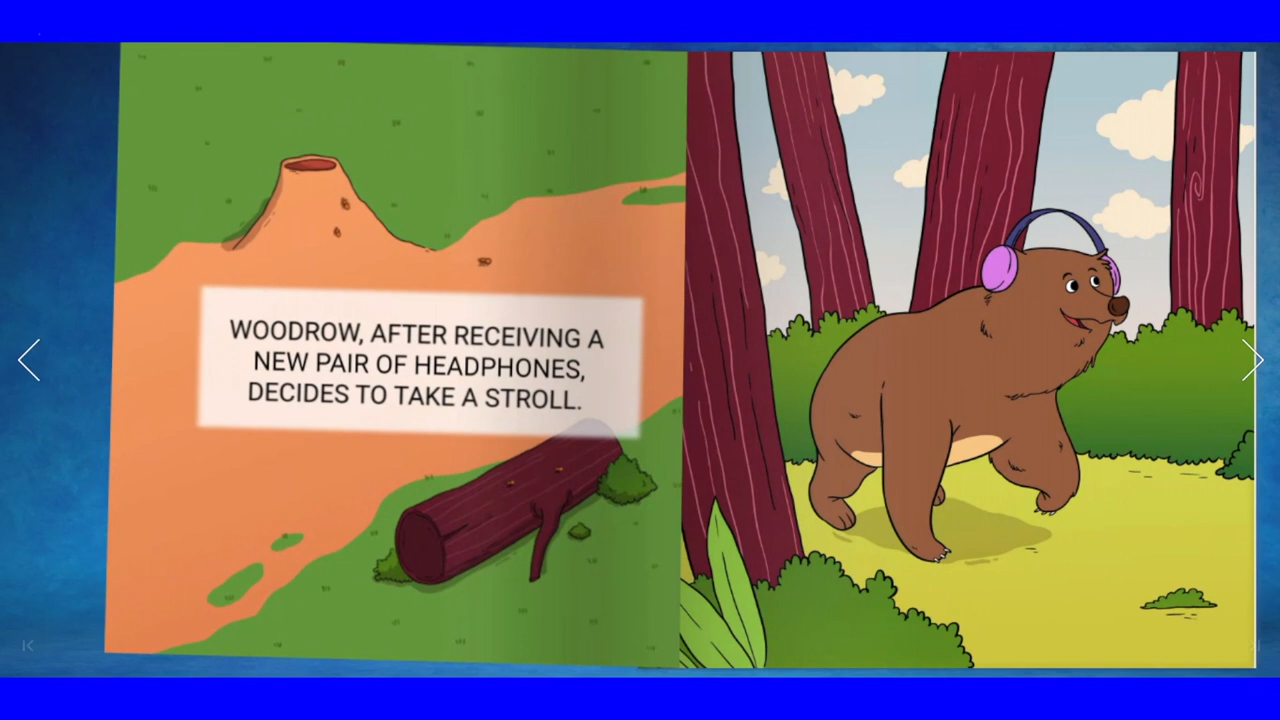 WOODROW, AFTER RECEIVING A
NEW PAIR OF HEADPHONES,
DECIDES TO TAKE A STROLL.